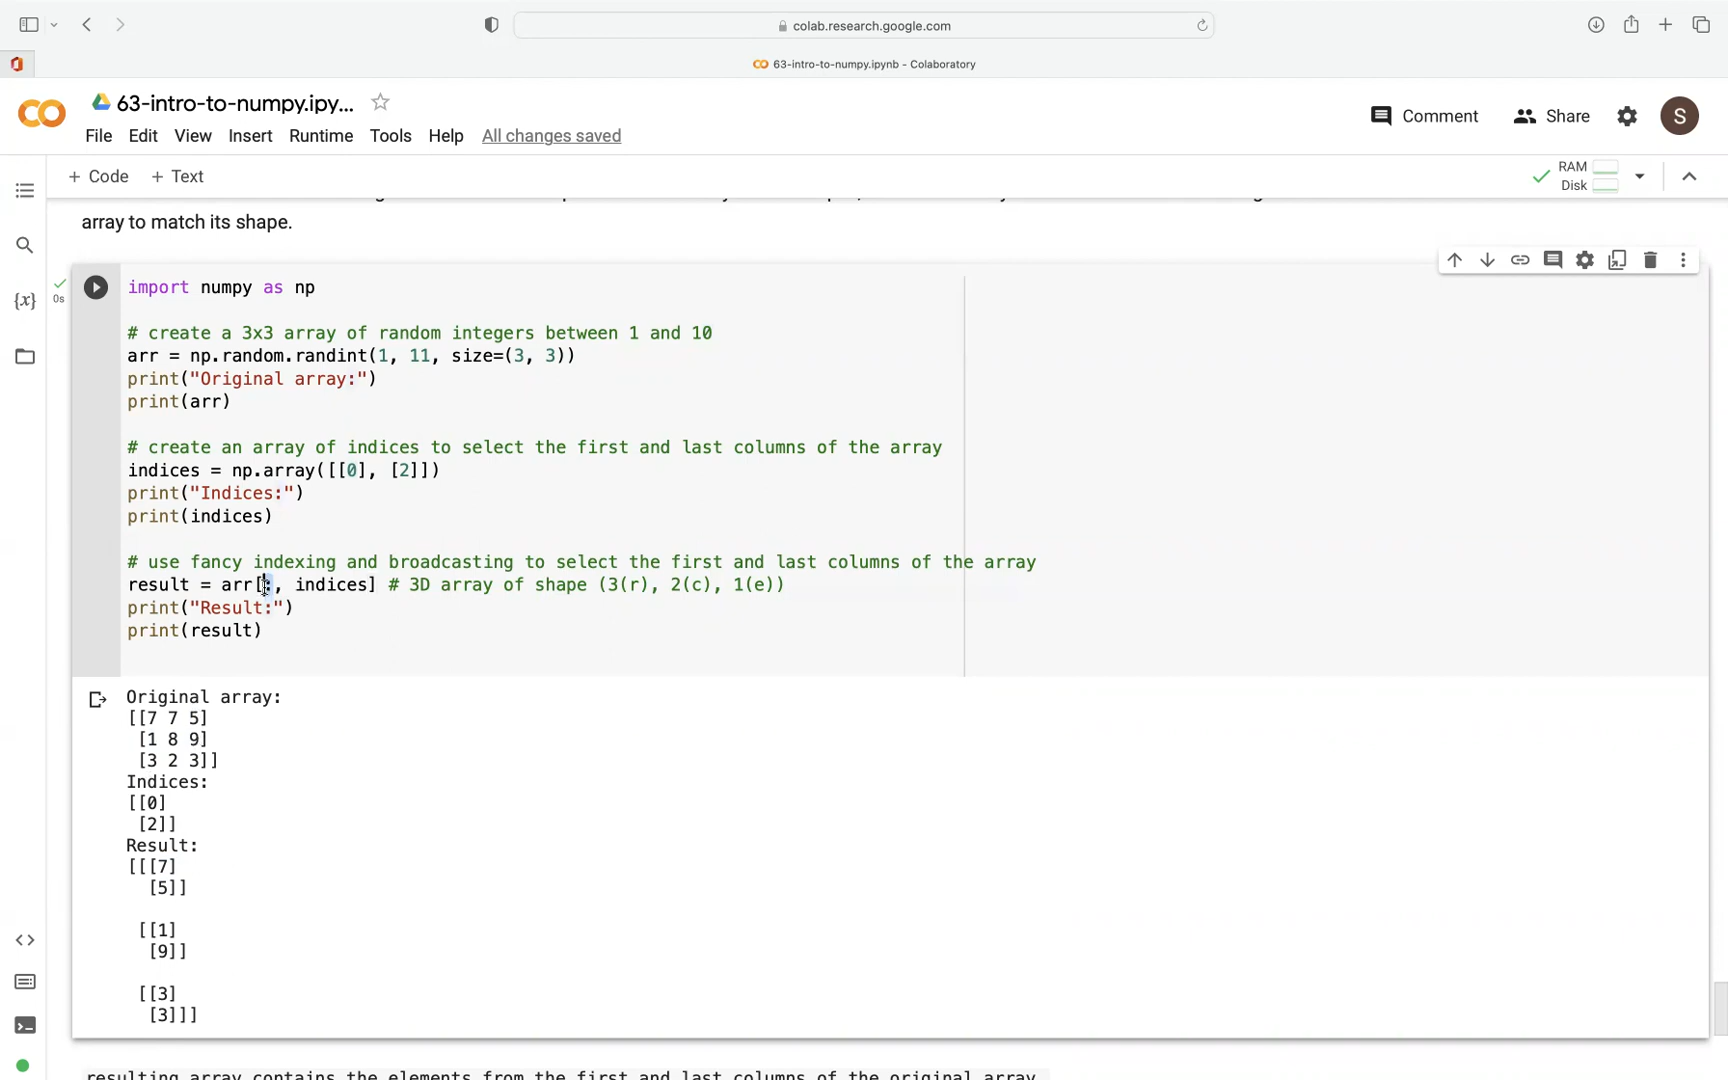 colab.research.google.com
63-intro-to-numpy.ipynb - Colaboratory
63-intro-to-numpy.ipy...
Comment
Share
S
File Edit View Insert Runtime Tools Help All changes saved
+ Code + Text
RAM
Disk
array to match its shape.
0s
{x}
import numpy as np
# create a 3x3 array of random integers between 1 and 10
arr = np.random.randint(1, 11, size=(3, 3))
print("Original array:")
print(arr)
# create an array of indices to select the first and last columns of the array
indices = np.array([[0], [2]])
print("Indices:")
print(indices)
# use fancy indexing and broadcasting to select the first and last columns of the array
result = arr[:, indices] # 3D array of shape (3(r), 2(c), 1(e))
print("Result:")
print(result)
Original array:
[[7 7 5]
[1 8 9]
[3 2 3]]
Indices:
[[0]
[2]]
Result:
[[[7]
[5]]
[[1]
[9]]
[[3]
[3]]]
resulting array contains the elements from the first and last columns of the original array